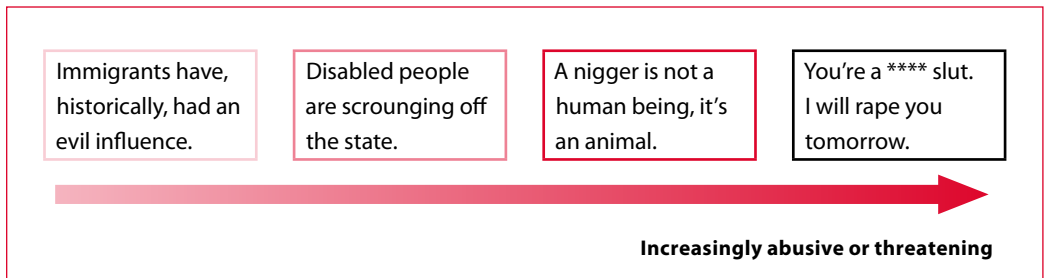 Immigrants have,
historically, had an
evil influence.
Disabled people
are scrounging off
the state.
A nigger is not a
human being, it’s
an animal.
You’re a **** slut.
I will rape you
tomorrow.
Increasingly abusive or threatening